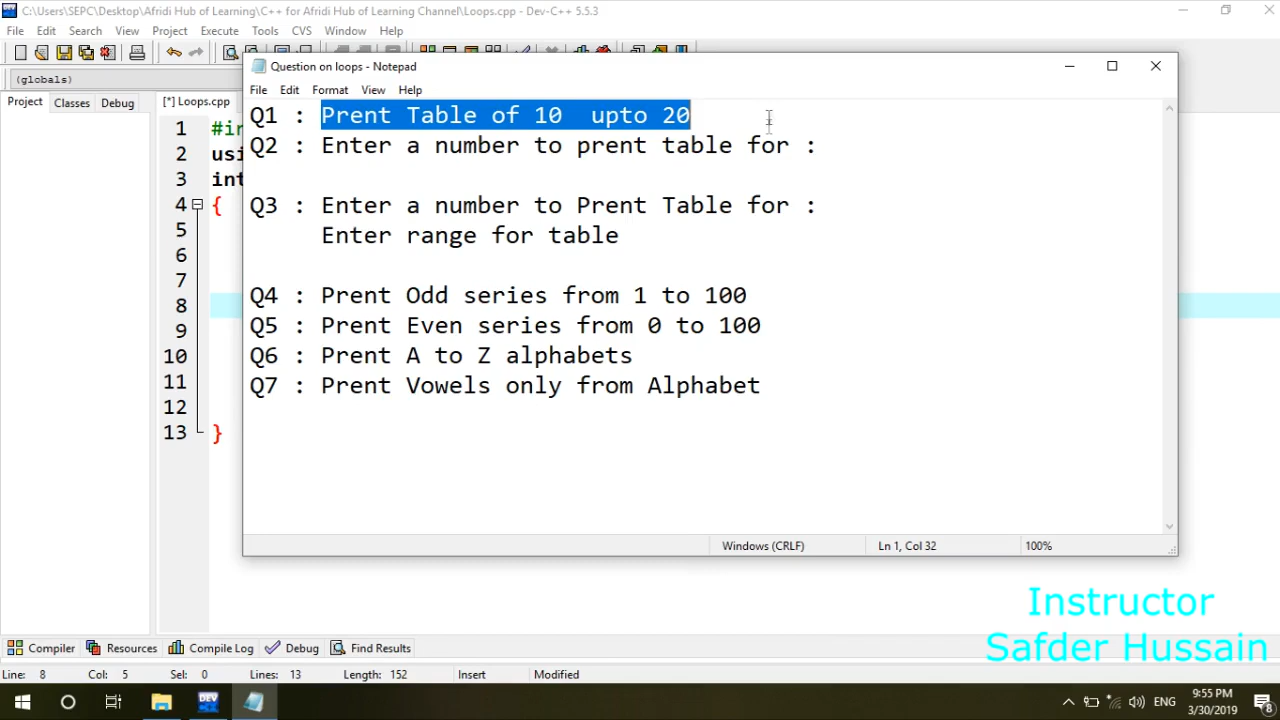 C:\Users\SEPC\Desktop\Afridi Hub of Learning\C++ for Afridi Hub of Learning Channel\Loops.cpp - Dev-C++ 5.5.3
File Edit Search View Project Execute Tools CVS Window Help
(globals)
Project Classes Debug [*] Loops.cpp
1 #in
2 usi
3 int
4 {
5
6
7
8
9
10
11
12
13 }
Question on loops - Notepad
File Edit Format View Help
Q1 : Prent Table of 10 upto 20
Q2 : Enter a number to prent table for :
Q3 : Enter a number to Prent Table for :
Enter range for table
Q4 : Prent Odd series from 1 to 100
Q5 : Prent Even series from 0 to 100
Q6 : Prent A to Z alphabets
Q7 : Prent Vowels only from Alphabet
Windows (CRLF) Ln 1, Col 32 100%
Instructor
Safder Hussain
Compiler Resources Compile Log Debug Find Results
Line: 8 Col: 5 Sel: 0 Lines: 13 Length: 152 Insert Modified
DEV ENG 9:55 PM
3/30/2019 8